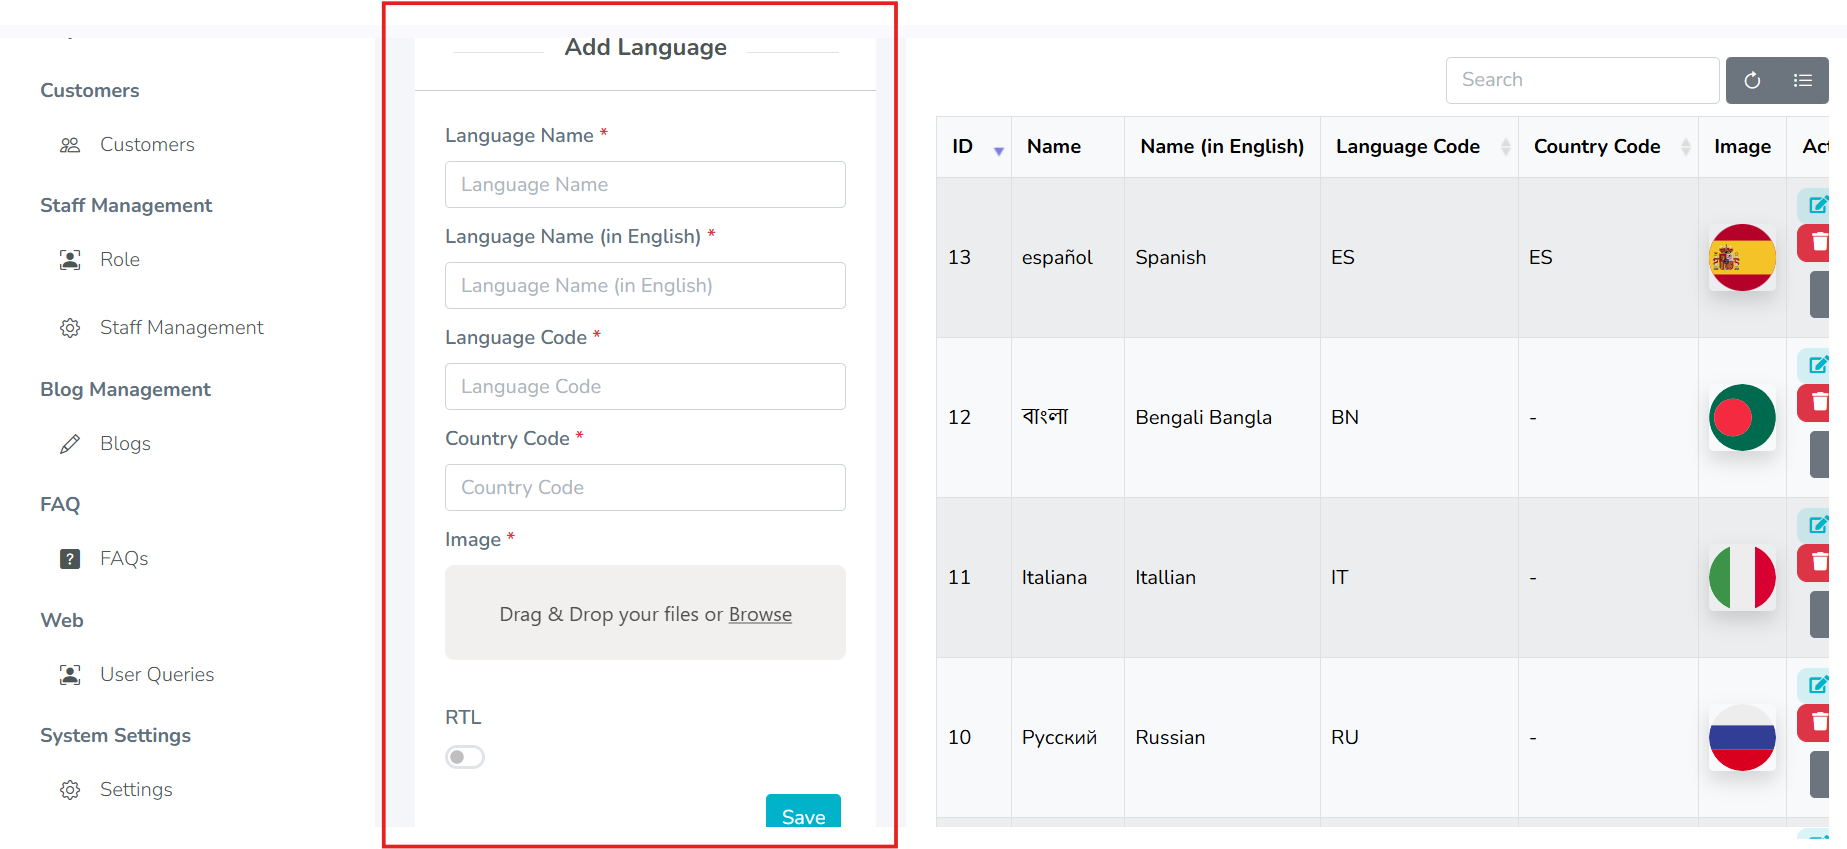 Customers
Customers
Staff Management
Role
Staff Management
Blog Management
Blogs
FAQ
FAQs
Web
User Queries
System Settings
Settings
Add Language
Language Name *
Language Name
Language Name (in English) *
Language Name (in English)
Language Code *
Language Code
Country Code *
Country Code
Image *
Drag & Drop your files or Browse
RTL
Save
Search
ID Name Name (in English) Language Code Country Code Image
13 español Spanish ES ES
12 বাংলা Bengali Bangla BN -
11 Italiana Itallian IT -
10 Русский Russian RU -